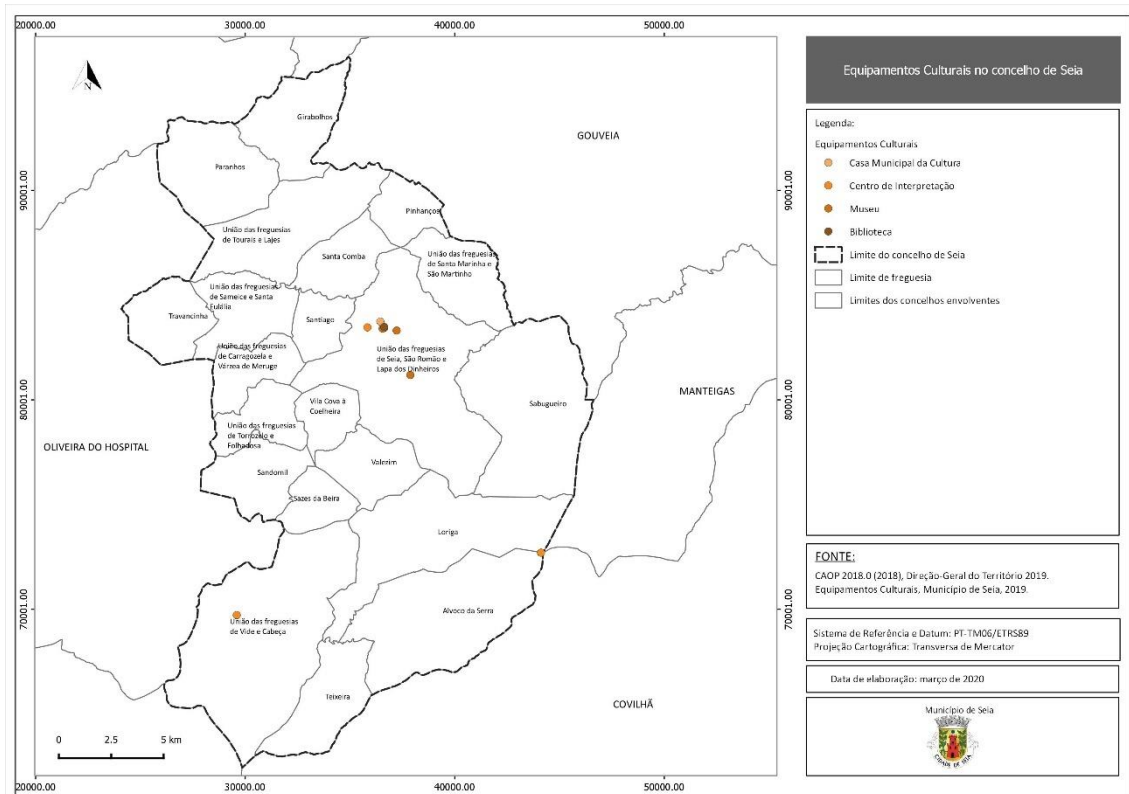 20000.00
30000.00
40000.00
50000.00
90001.00
80001.00
70001.00
90001.00
80001.00
70001.00
20000.00
30000.00
40000.00
50000.00
N
GOUVEIA
MANTEIGAS
OLIVEIRA DO HOSPITAL
COVILHÃ
Girabolhos
Paranhos
Pinhanços
União das freguesias
de Tourais e Lajes
Santa Comba
União das freguesias
de Santa Marinha e
São Martinho
União das freguesias
de Sameice e Santa
Eulália
Travancinha
Santiago
União das freguesias
de Carragozela e
Várzea de Meruge
União das freguesias
de Seia, São Romão e
Lapa dos Dinheiros
Sabugueiro
Vila Cova à
Coelheira
União das freguesias
de Torrozelo e
Folhadosa
Valezim
Sandomil
Sazes da Beira
Loriga
Alvoco da Serra
União das freguesias
de Vide e Cabeça
Teixeira
0 2.5 5 km
Equipamentos Culturais no concelho de Seia
Legenda:
Equipamentos Culturais
Casa Municipal da Cultura
Centro de Interpretação
Museu
Biblioteca
Limite do concelho de Seia
Limite de freguesia
Limites dos concelhos envolventes
FONTE:
CAOP 2018.0 (2018), Direção-Geral do Território 2019.
Equipamentos Culturais, Município de Seia, 2019.
Sistema de Referência e Datum: PT-TM06/ETRS89
Projeção Cartográfica: Transversa de Mercator
Data de elaboração: março de 2020
Município de Seia
CIDADE DE SEIA